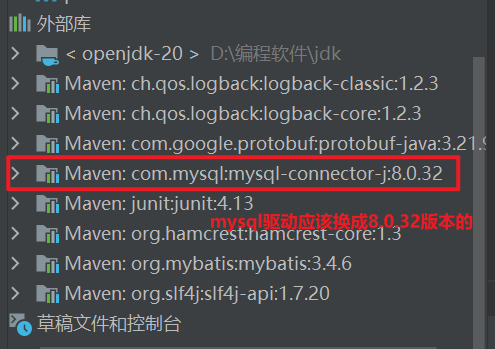 外部库
< openjdk-20 > D:\编程软件\jdk
Maven: ch.qos.logback:logback-classic:1.2.3
Maven: ch.qos.logback:logback-core:1.2.3
Maven: com.google.protobuf:protobuf-java:3.21.9
Maven: com.mysql:mysql-connector-j:8.0.32
Maven: junit:junit:4.13
mysql驱动应该换成8.0.32版本的
Maven: org.hamcrest:hamcrest-core:1.3
Maven: org.mybatis:mybatis:3.4.6
Maven: org.slf4j:slf4j-api:1.7.20
草稿文件和控制台